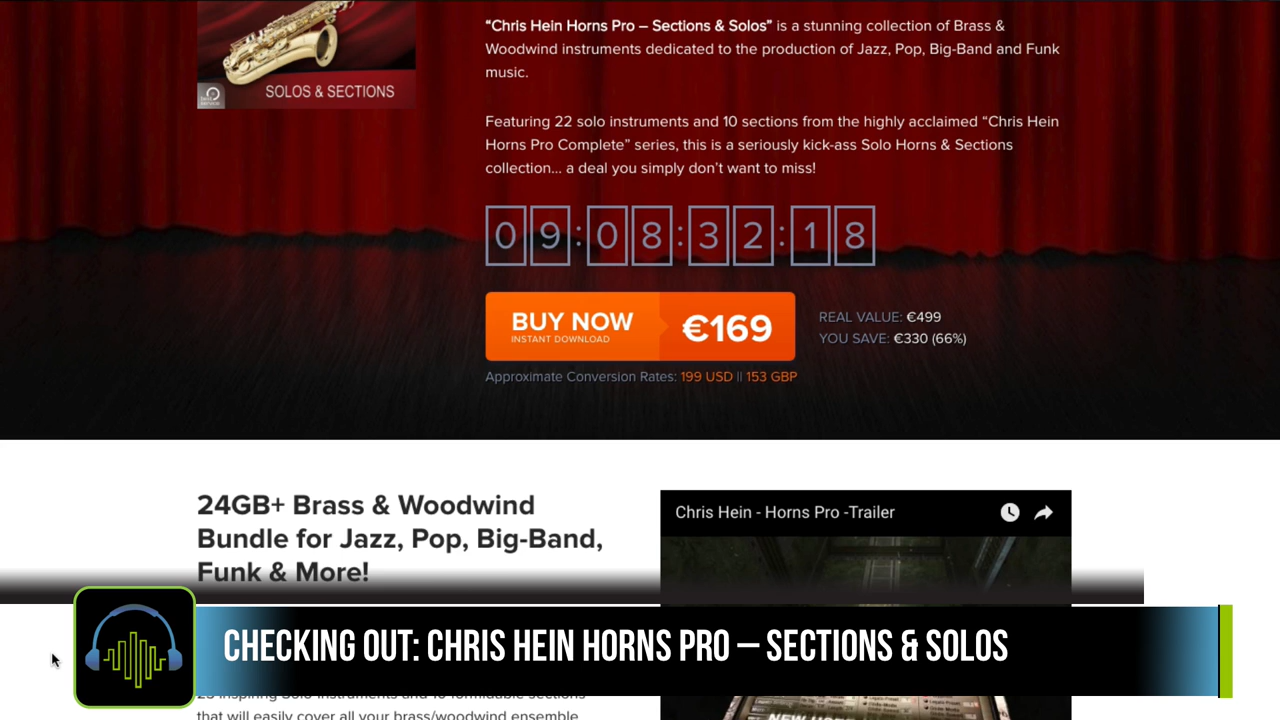 “Chris Hein Horns Pro – Sections & Solos” is a stunning collection of Brass &
Woodwind instruments dedicated to the production of Jazz, Pop, Big-Band and Funk
music.
SOLOS & SECTIONS
Featuring 22 solo instruments and 10 sections from the highly acclaimed “Chris Hein
Horns Pro Complete” series, this is a seriously kick-ass Solo Horns & Sections
collection... a deal you simply don’t want to miss!
09:08:32:18
BUY NOW
INSTANT DOWNLOAD
€169
REAL VALUE: €499
YOU SAVE: €330 (66%)
Approximate Conversion Rates: 199 USD || 153 GBP
24GB+ Brass & Woodwind
Bundle for Jazz, Pop, Big-Band,
Funk & More!
Chris Hein - Horns Pro -Trailer
CHECKING OUT: CHRIS HEIN HORNS PRO – SECTIONS & SOLOS
that will easily cover all your brass/woodwind ensemble